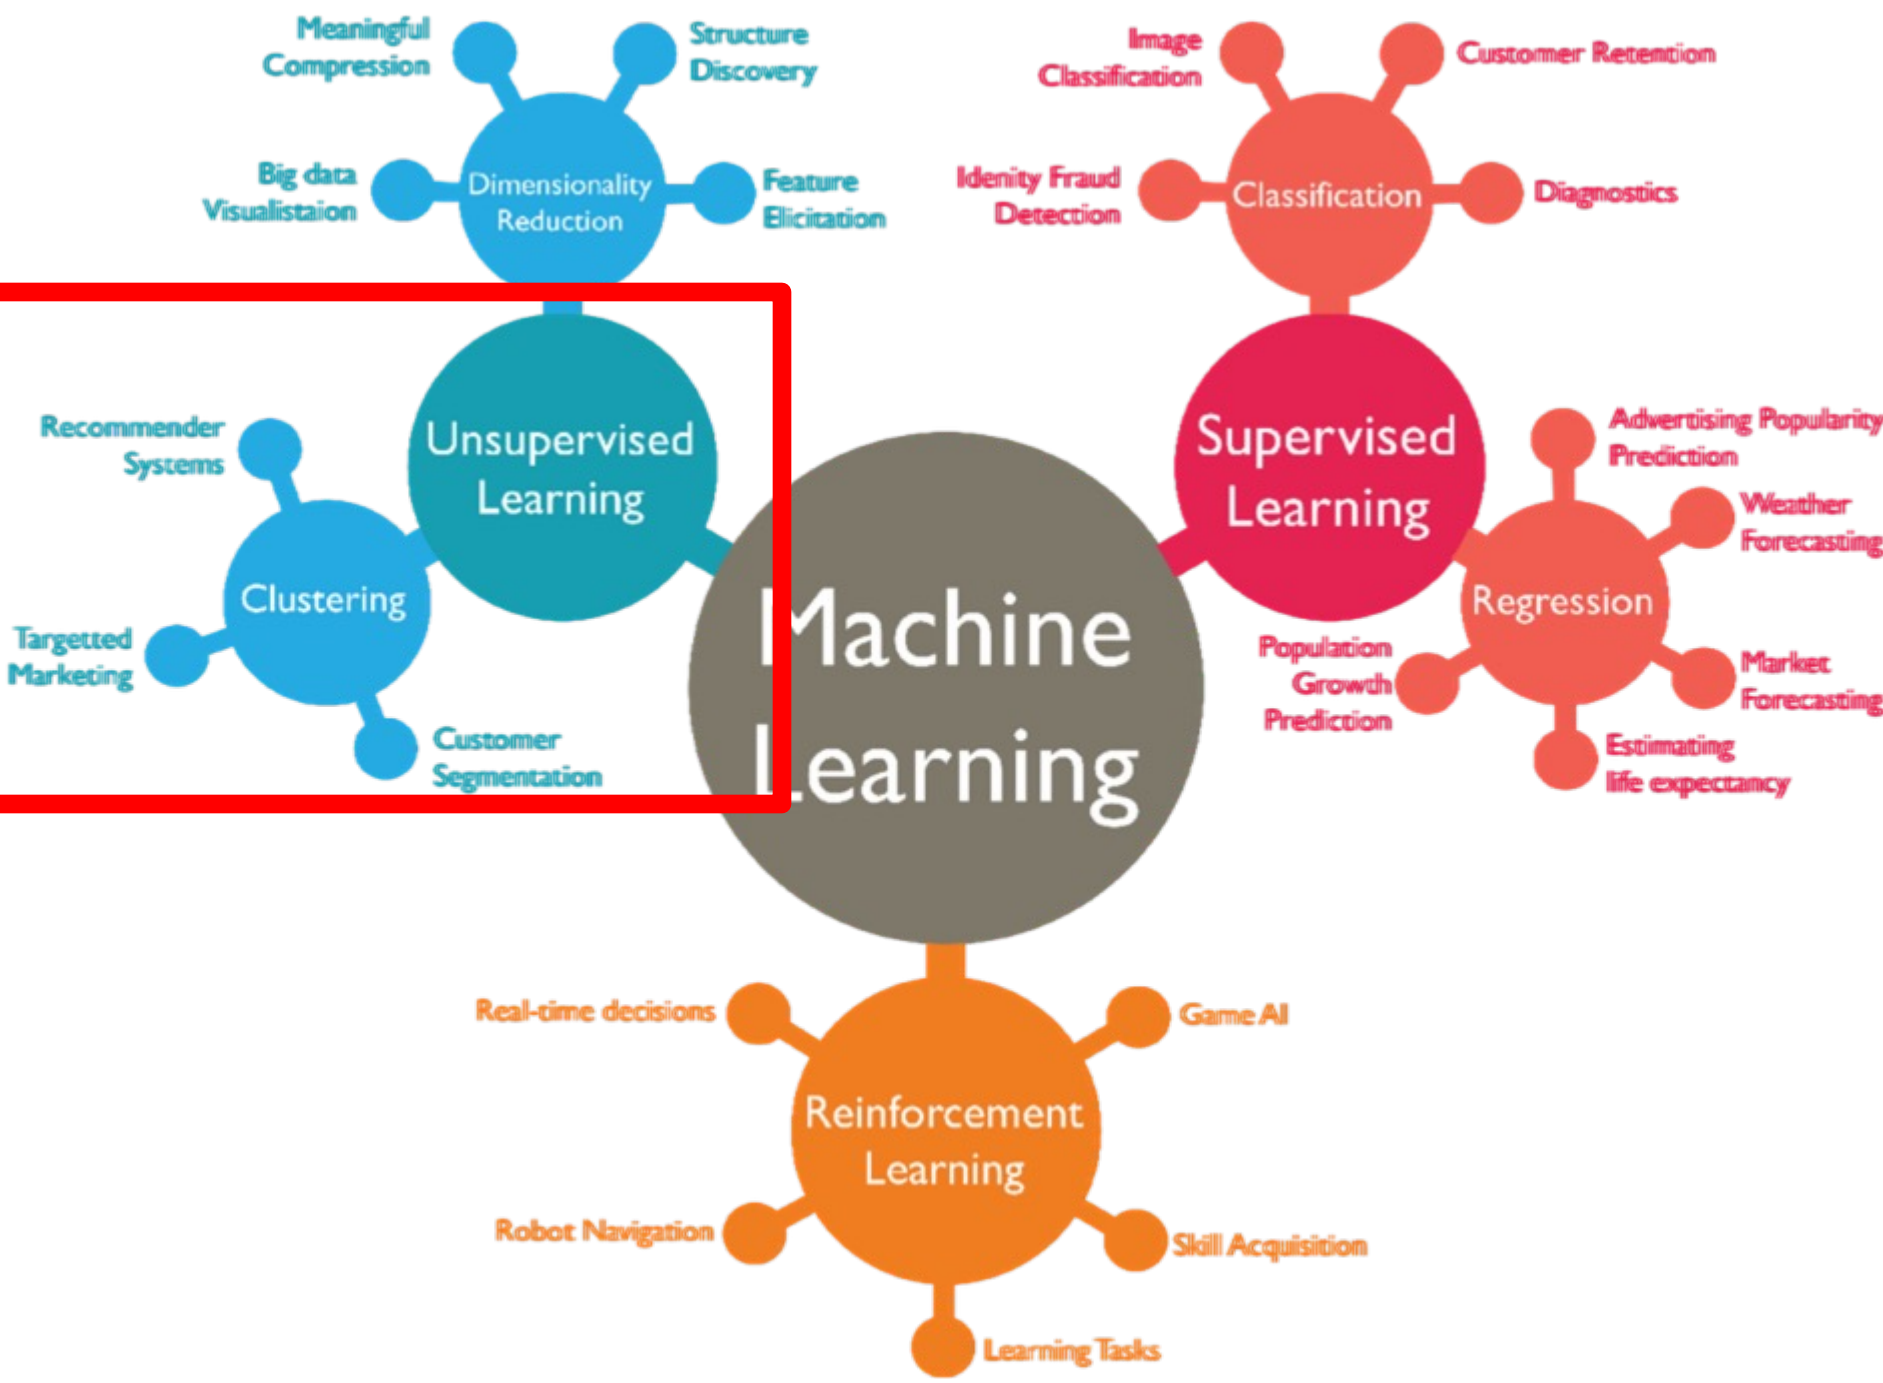 Meaningful
Compression
Structure
Discovery
Big data
Visualistaion
Feature
Elicitation
Dimensionality
Reduction
Image
Classification
Customer Retention
Idenity Fraud
Detection
Diagnostics
Classification
Unsupervised
Learning
Recommender
Systems
Clustering
Targetted
Marketing
Customer
Segmentation
Machine
Learning
Supervised
Learning
Advertising Popularity
Prediction
Weather
Forecasting
Regression
Population
Growth
Prediction
Market
Forecasting
Estimating
life expectancy
Real-time decisions
Game AI
Reinforcement
Learning
Robot Navigation
Skill Acquisition
Learning Tasks